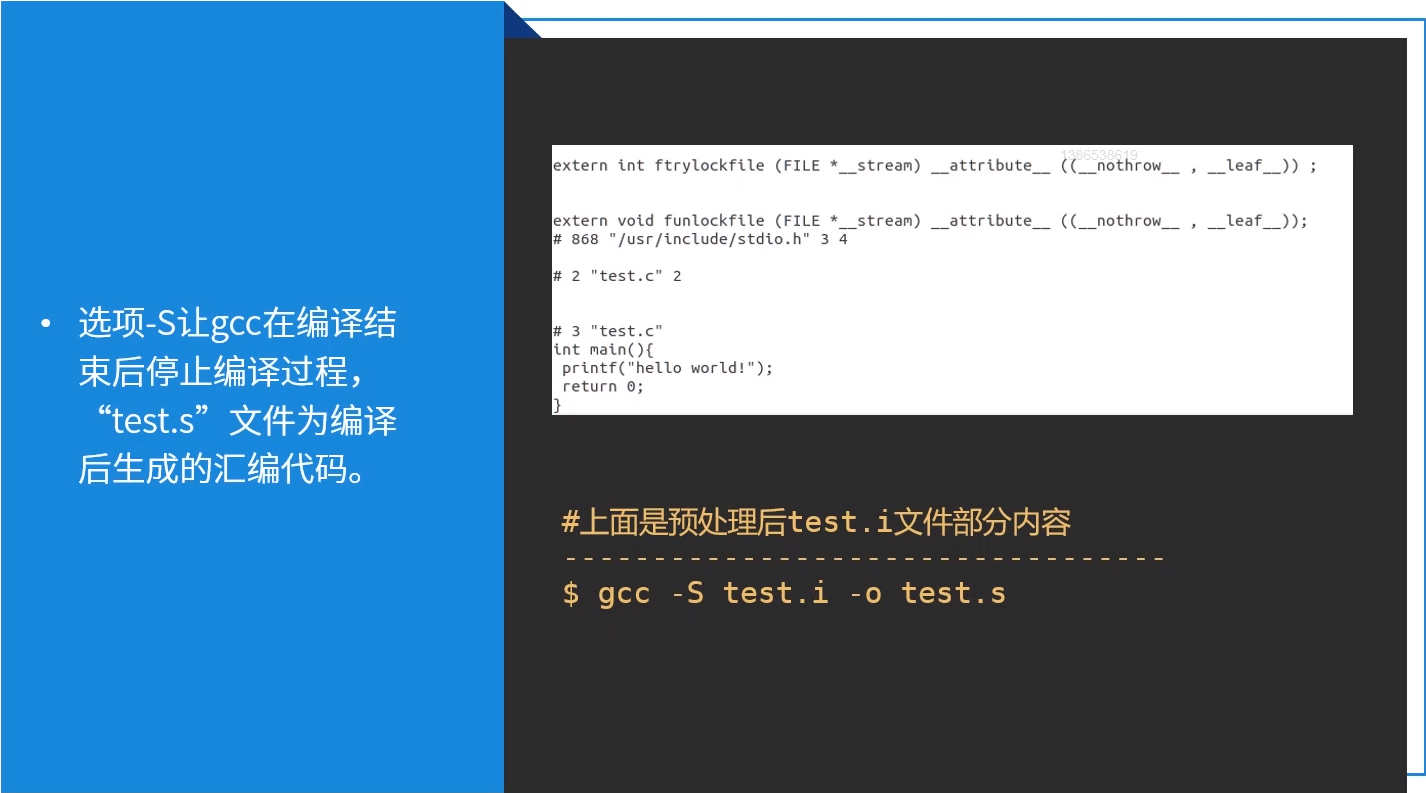 • 选项-S让gcc在编译结
束后停止编译过程，
“test.s”文件为编译
后生成的汇编代码。
1386538619
extern int ftrylockfile (FILE *__stream) __attribute__ ((__nothrow__ , __leaf__)) ;
extern void funlockfile (FILE *__stream) __attribute__ ((__nothrow__ , __leaf__));
# 868 "/usr/include/stdio.h" 3 4
# 2 "test.c" 2
# 3 "test.c"
int main(){
 printf("hello world!");
 return 0;
}
#上面是预处理后test.i文件部分内容
----------------------------------
$ gcc -S test.i -o test.s